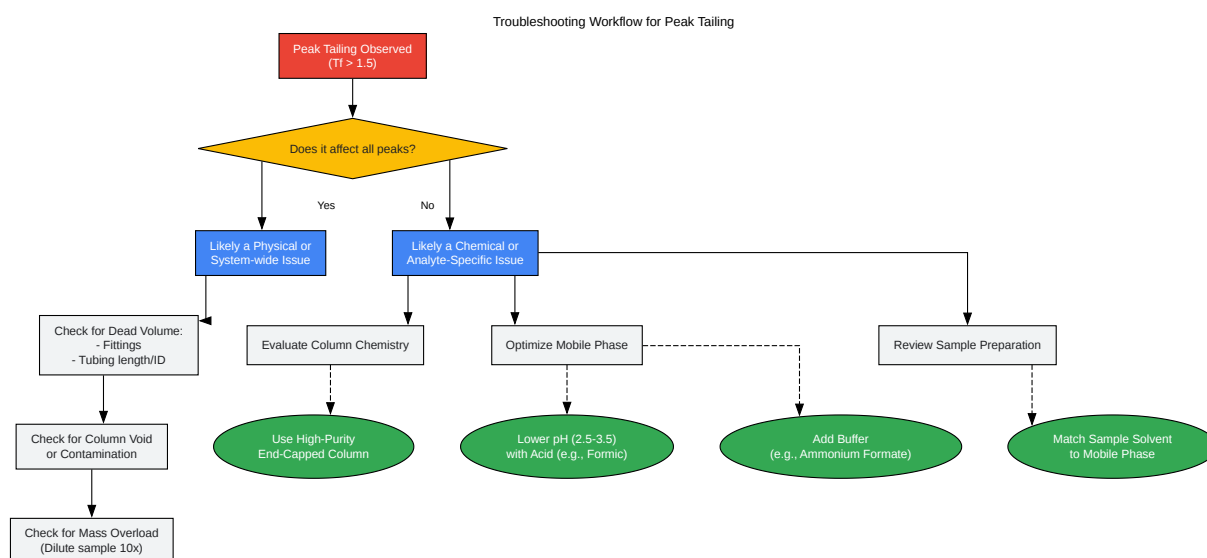 Troubleshooting Workflow for Peak Tailing
Peak Tailing Observed
(Tf > 1.5)
Does it affect all peaks?
Yes
No
Likely a Physical or
System-wide Issue
Likely a Chemical or
Analyte-Specific Issue
Check for Dead Volume:
- Fittings
- Tubing length/ID
Evaluate Column Chemistry
Optimize Mobile Phase
Review Sample Preparation
Check for Column Void
or Contamination
Use High-Purity
End-Capped Column
Lower pH (2.5-3.5)
with Acid (e.g., Formic)
Add Buffer
(e.g., Ammonium Formate)
Match Sample Solvent
to Mobile Phase
Check for Mass Overload
(Dilute sample 10x)